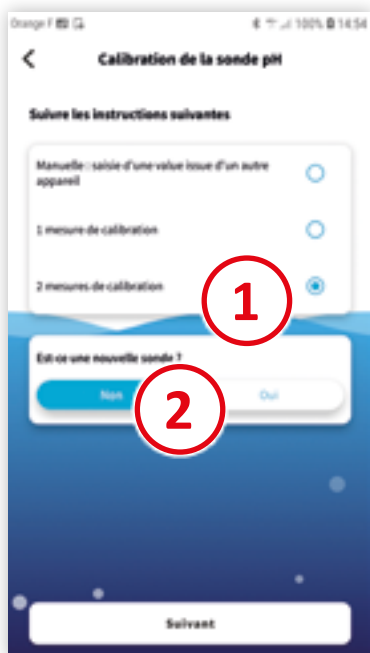 Orange F 100% 14:54
Calibration de la sonde pH
Suivre les instructions suivantes
Manuelle : saisie d'une value issue d'un autre
appareil
1 mesure de calibration
2 mesures de calibration
1
Est-ce une nouvelle sonde ?
Non Oui
2
Suivant